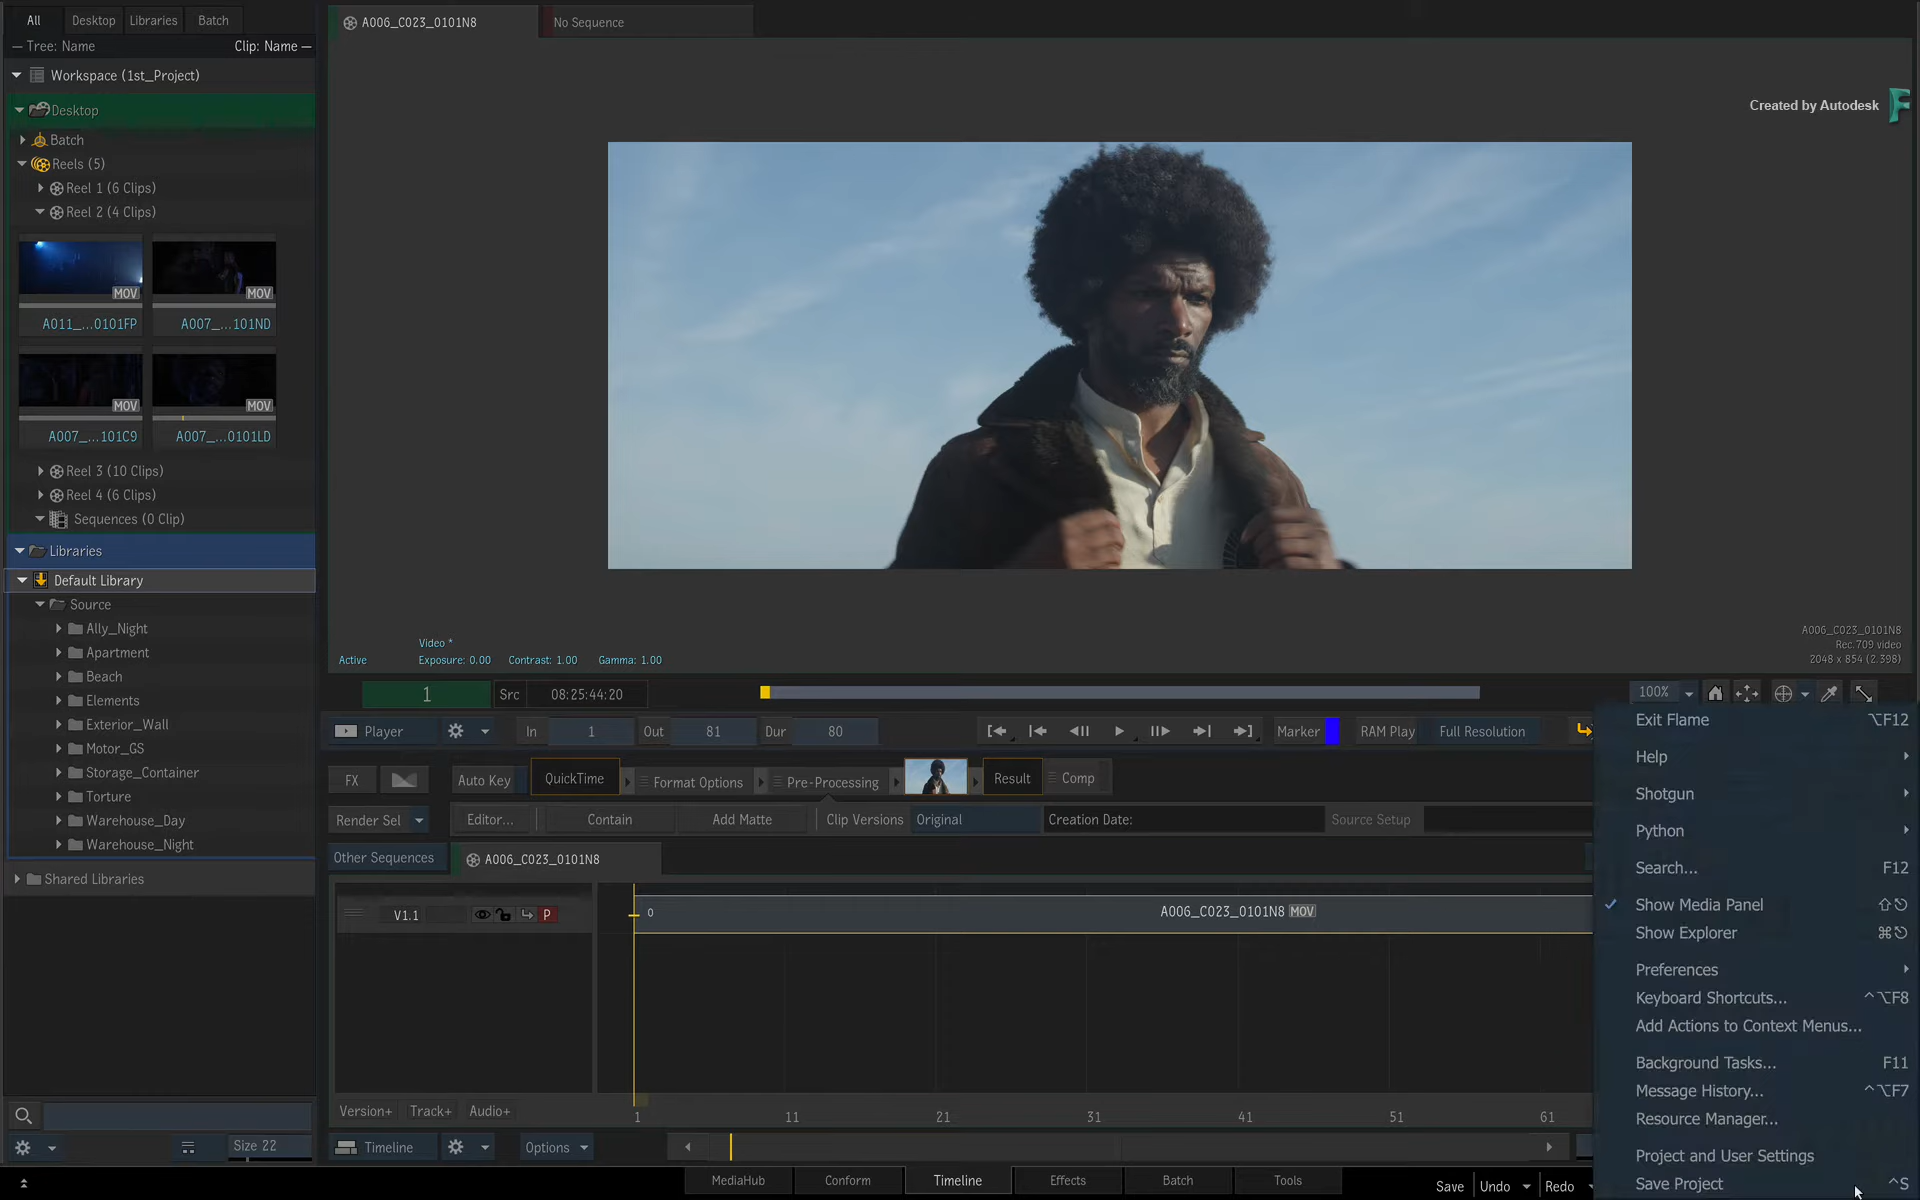 All Desktop Libraries Batch
Tree: Name Clip: Name
Workspace (1st_Project)
Desktop
Batch
Reels (5)
Reel 1 (6 Clips)
Reel 2 (4 Clips)
MOV MOV
A011_...0101FP A007_...101ND
MOV MOV
A007_...101C9 A007_...0101LD
Reel 3 (10 Clips)
Reel 4 (6 Clips)
Sequences (0 Clip)
Libraries
Default Library
Source
Ally_Night
Apartment
Beach
Elements
Exterior_Wall
Motor_GS
Storage_Container
Torture
Warehouse_Day
Warehouse_Night
Shared Libraries
Size 22
A006_C023_0101N8 No Sequence
Created by Autodesk
Video *
Active Exposure: 0.00 Contrast: 1.00 Gamma: 1.00
A006_C023_0101N8
Rec.709 video
2048 x 854 (2.398)
1 Src 08:25:44:20 100%
Player In 1 Out 81 Dur 80 Marker RAM Play Full Resolution
FX Auto Key QuickTime Format Options Pre-Processing Result Comp
Render Sel Editor... Contain Add Matte Clip Versions Original Creation Date: Source Setup
Other Sequences A006_C023_0101N8
V1.1 P 0 A006_C023_0101N8 MOV
Version+ Track+ Audio+ 1 11 21 31 41 51 61
Timeline Options
MediaHub Conform Timeline Effects Batch Tools Save Undo Redo
Exit Flame ⌥F12
Help
Shotgun
Python
Search... F12
Show Media Panel
Show Explorer
Preferences
Keyboard Shortcuts... ^⌥F8
Add Actions to Context Menus...
Background Tasks... F11
Message History... ^⌥F7
Resource Manager...
Project and User Settings
Save Project ^S